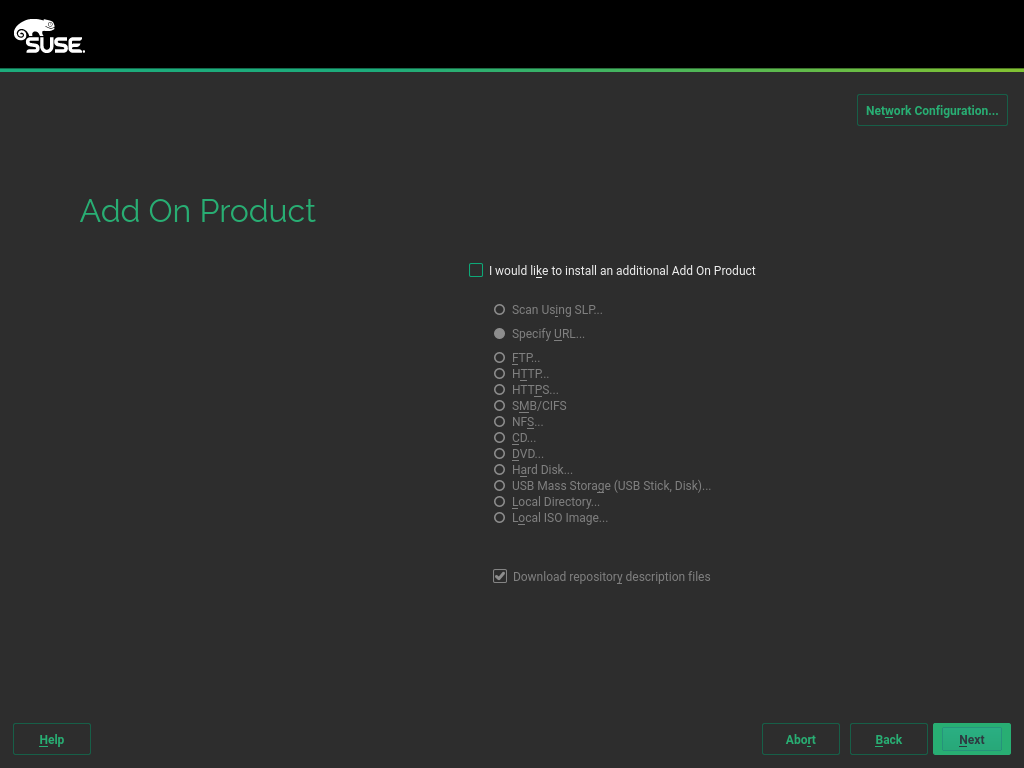 SUSE.
Network Configuration...
Add On Product
I would like to install an additional Add On Product
Scan Using SLP...
Specify URL...
FTP...
HTTP...
HTTPS...
SMB/CIFS
NFS...
CD...
DVD...
Hard Disk...
USB Mass Storage (USB Stick, Disk)...
Local Directory...
Local ISO Image...
Download repository description files
Help
Abort
Back
Next